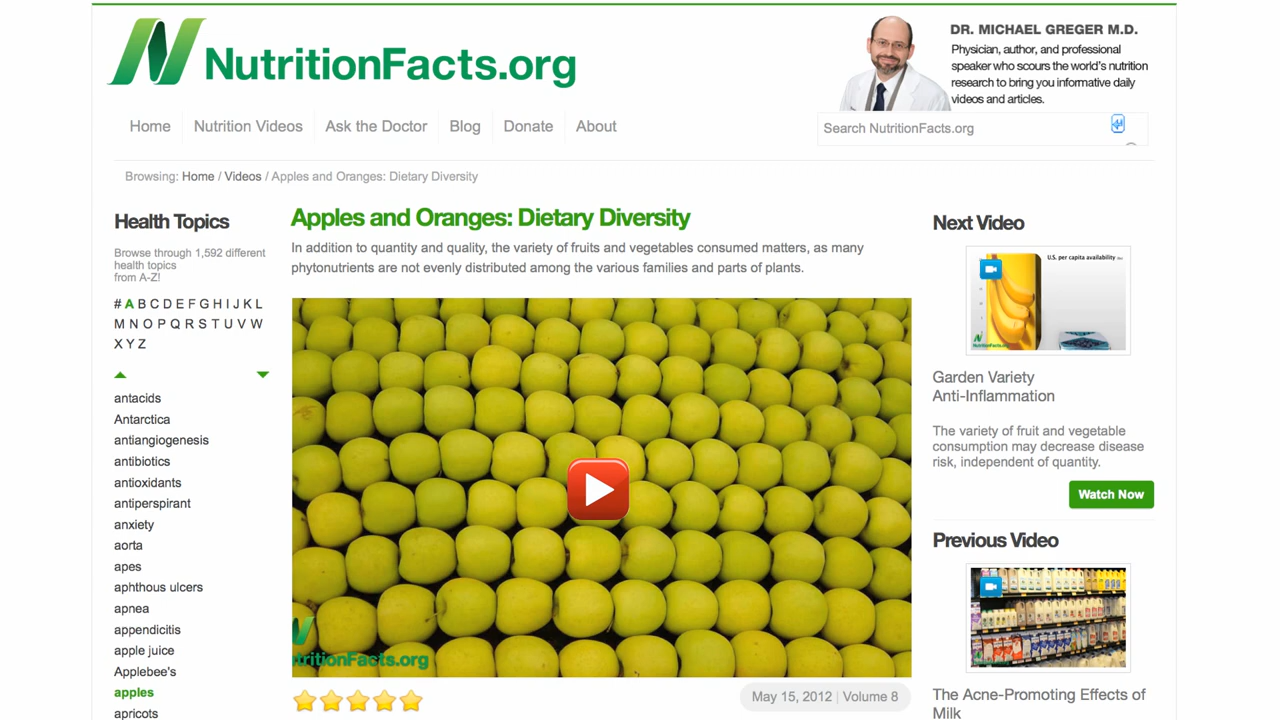 NutritionFacts.org
DR. MICHAEL GREGER M.D.
Physician, author, and professional
speaker who scours the world's nutrition
research to bring you informative daily
videos and articles.
Home
Nutrition Videos
Ask the Doctor
Blog
Donate
About
Search NutritionFacts.org
Browsing: Home / Videos / Apples and Oranges: Dietary Diversity
Health Topics
Browse through 1,592 different
health topics
from A-Z!
# A B C D E F G H I J K L
M N O P Q R S T U V W
X Y Z
antacids
Antarctica
antiangiogenesis
antibiotics
antioxidants
antiperspirant
anxiety
aorta
apes
aphthous ulcers
apnea
appendicitis
apple juice
Applebee's
apples
apricots
Apples and Oranges: Dietary Diversity
In addition to quantity and quality, the variety of fruits and vegetables consumed matters, as many
phytonutrients are not evenly distributed among the various families and parts of plants.
NutritionFacts.org
May 15, 2012 | Volume 8
Next Video
U.S. per capita availability
NutritionFacts.org
Garden Variety
Anti-Inflammation
The variety of fruit and vegetable
consumption may decrease disease
risk, independent of quantity.
Watch Now
Previous Video
NutritionFacts.org
The Acne-Promoting Effects of
Milk